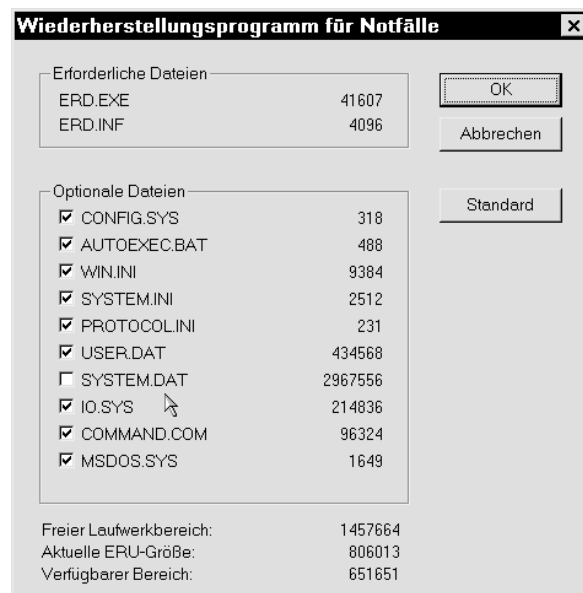 Wiederherstellungsprogramm für Notfälle
Erforderliche Dateien
ERD.EXE 41607
ERD.INF 4096
OK
Abbrechen
Optionale Dateien
CONFIG.SYS 318
AUTOEXEC.BAT 488
WIN.INI 9384
SYSTEM.INI 2512
PROTOCOL.INI 231
USER.DAT 434568
SYSTEM.DAT 2967556
IO.SYS 214836
COMMAND.COM 96324
MSDOS.SYS 1649
Standard
Freier Laufwerkbereich: 1457664
Aktuelle ERU-Größe: 806013
Verfügbarer Bereich: 651651